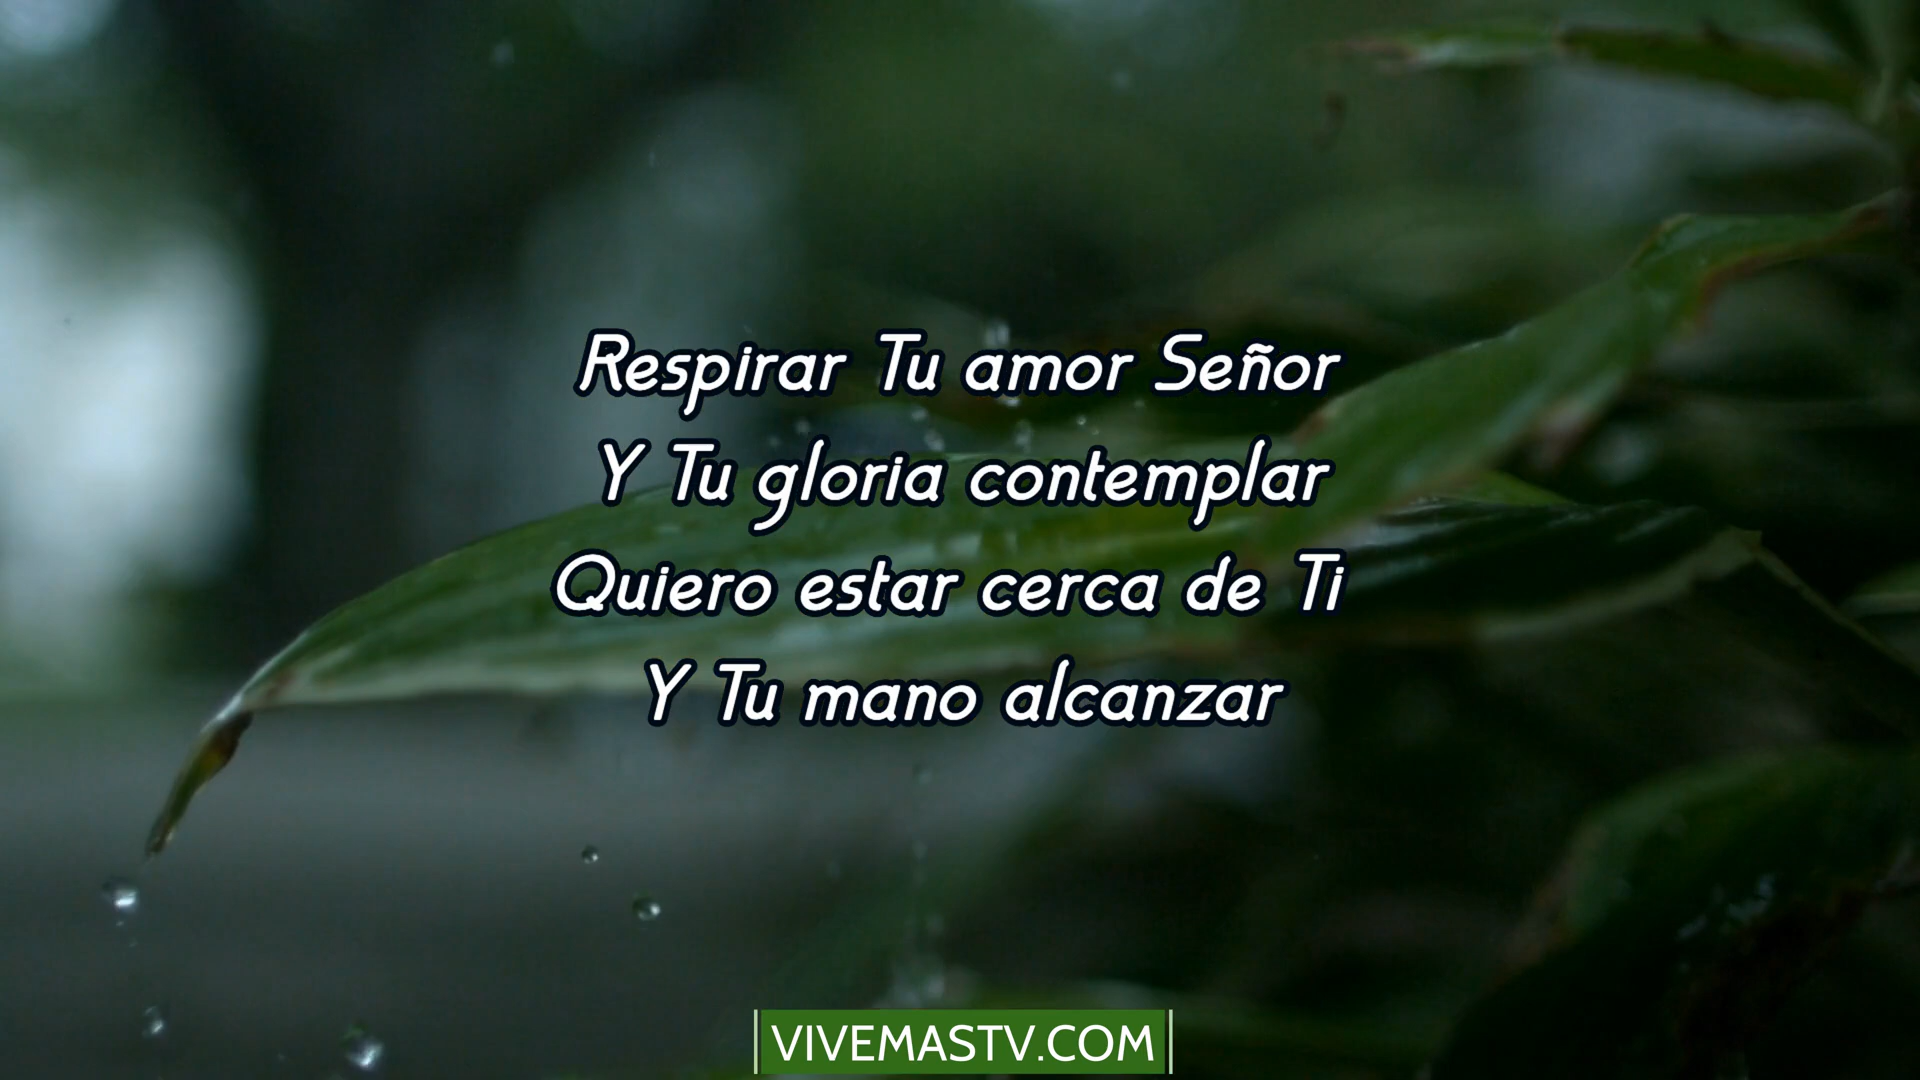 Respirar Tu amor Señor
Y Tu gloria contemplar
Quiero estar cerca de Ti
Y Tu mano alcanzar
VIVEMASTV.COM